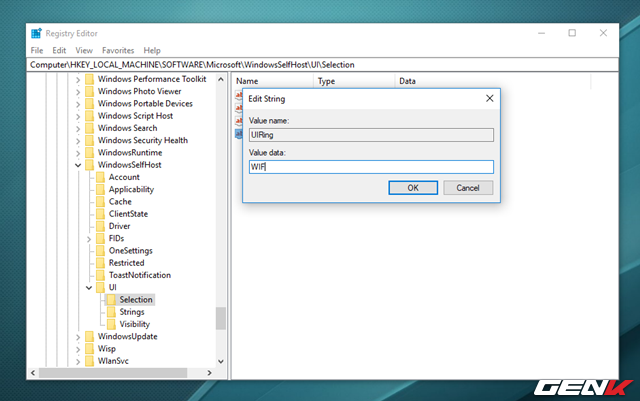 Registry Editor
File Edit View Favorites Help
Computer\HKEY_LOCAL_MACHINE\SOFTWARE\Microsoft\WindowsSelfHost\UI\Selection
Windows Performance Toolkit
Windows Photo Viewer
Windows Portable Devices
Windows Script Host
Windows Search
Windows Security Health
WindowsRuntime
WindowsSelfHost
Account
Applicability
Cache
ClientState
Driver
FIDs
OneSettings
Restricted
ToastNotification
UI
Selection
Strings
Visibility
WindowsUpdate
Wisp
WlanSvc
Name Type Data
Edit String
Value name:
UIRing
Value data:
WIF
OK Cancel
GENK